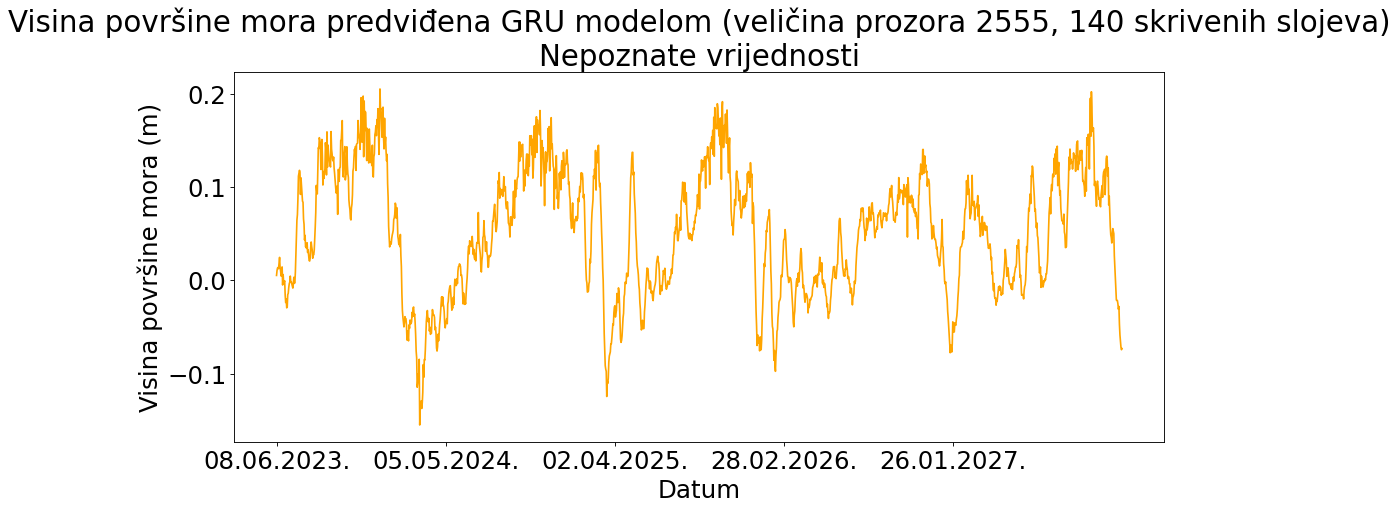 Visina površine mora predviđena GRU modelom (veličina prozora 2555, 140 skrivenih slojeva)
Nepoznate vrijednosti
Visina površine mora (m)
0.2
0.1
0.0
−0.1
08.06.2023. 05.05.2024. 02.04.2025. 28.02.2026. 26.01.2027.
Datum